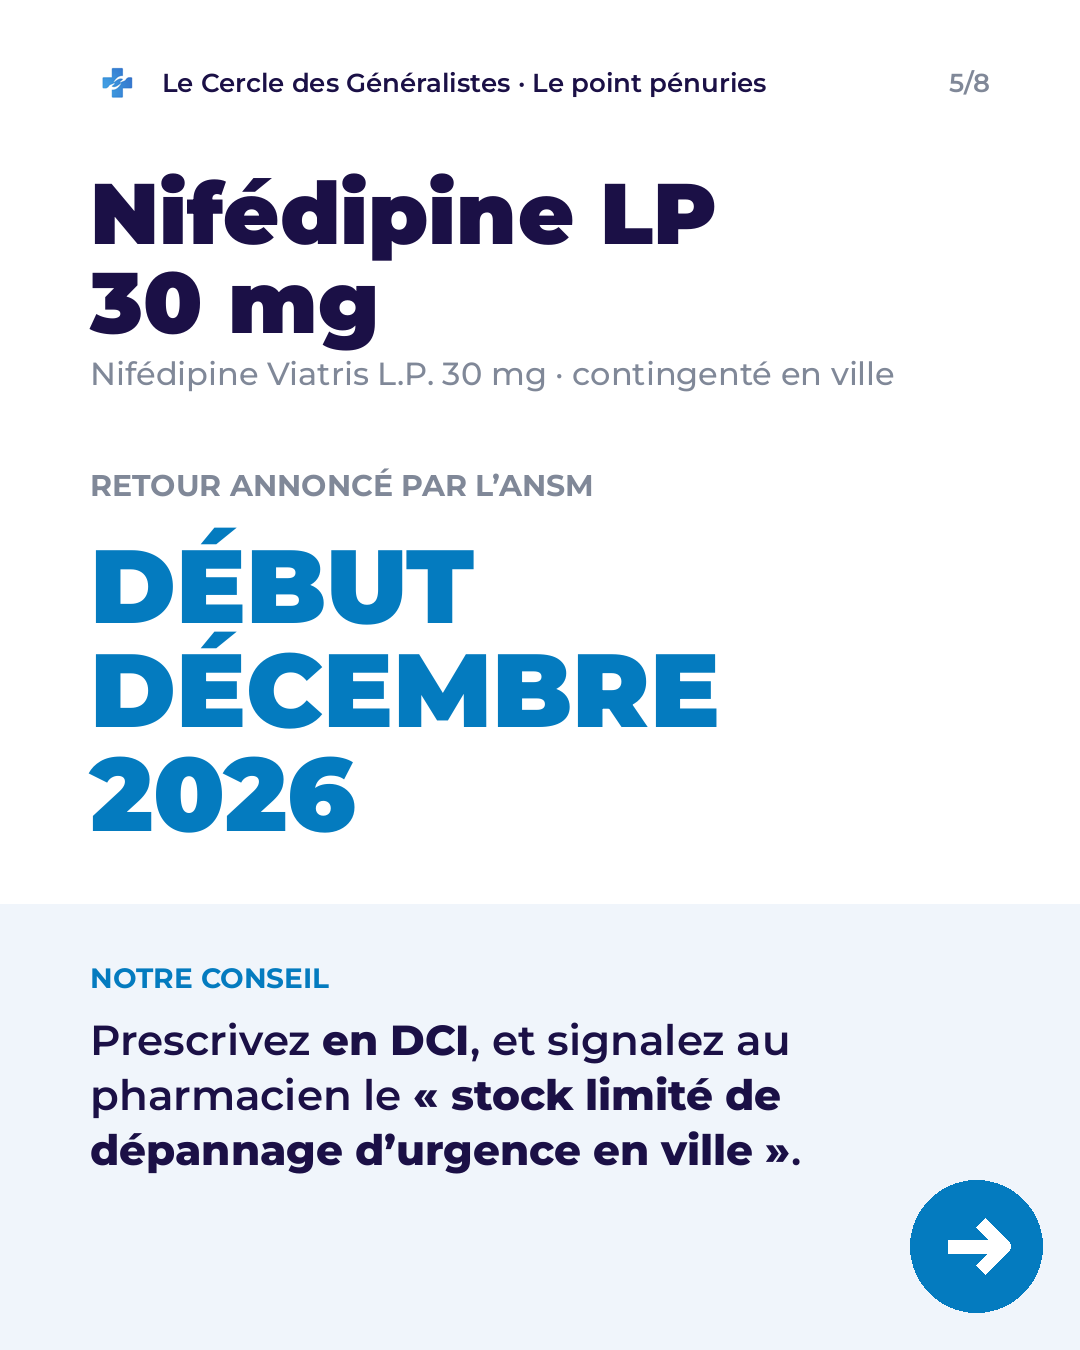 Le Cercle des Généralistes · Le point pénuries
5/8
Nifédipine LP
30 mg
Nifédipine Viatris L.P. 30 mg · contingenté en ville
RETOUR ANNONCÉ PAR L’ANSM
DÉBUT
DÉCEMBRE
2026
NOTRE CONSEIL
Prescrivez en DCI, et signalez au
pharmacien le « stock limité de
dépannage d’urgence en ville ».